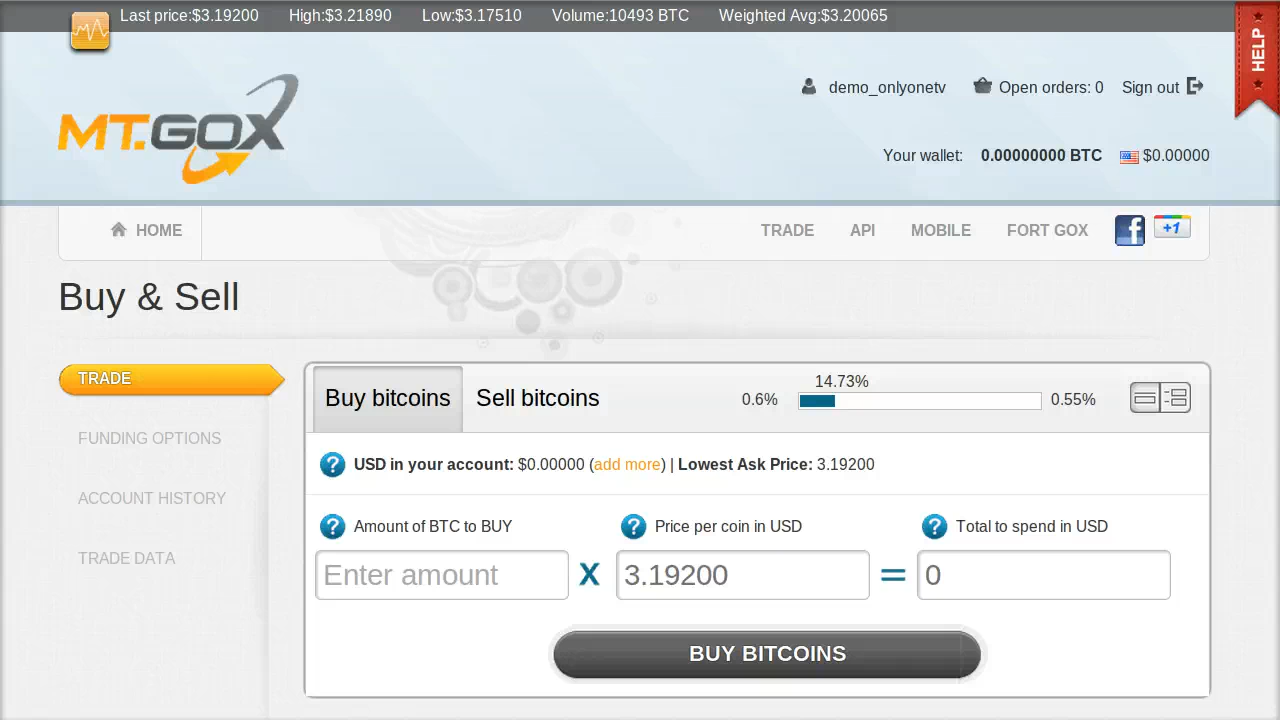 Last price:$3.19200 High:$3.21890 Low:$3.17510 Volume:10493 BTC Weighted Avg:$3.20065
HELP
demo_onlyonetv Open orders: 0 Sign out
MT.GOX
Your wallet: 0.00000000 BTC $0.00000
HOME TRADE API MOBILE FORT GOX f +1
Buy & Sell
TRADE
FUNDING OPTIONS
ACCOUNT HISTORY
TRADE DATA
Buy bitcoins Sell bitcoins
14.73%
0.6% 0.55%
? USD in your account: $0.00000 (add more) | Lowest Ask Price: 3.19200
? Amount of BTC to BUY ? Price per coin in USD ? Total to spend in USD
Enter amount X 3.19200 = 0
BUY BITCOINS